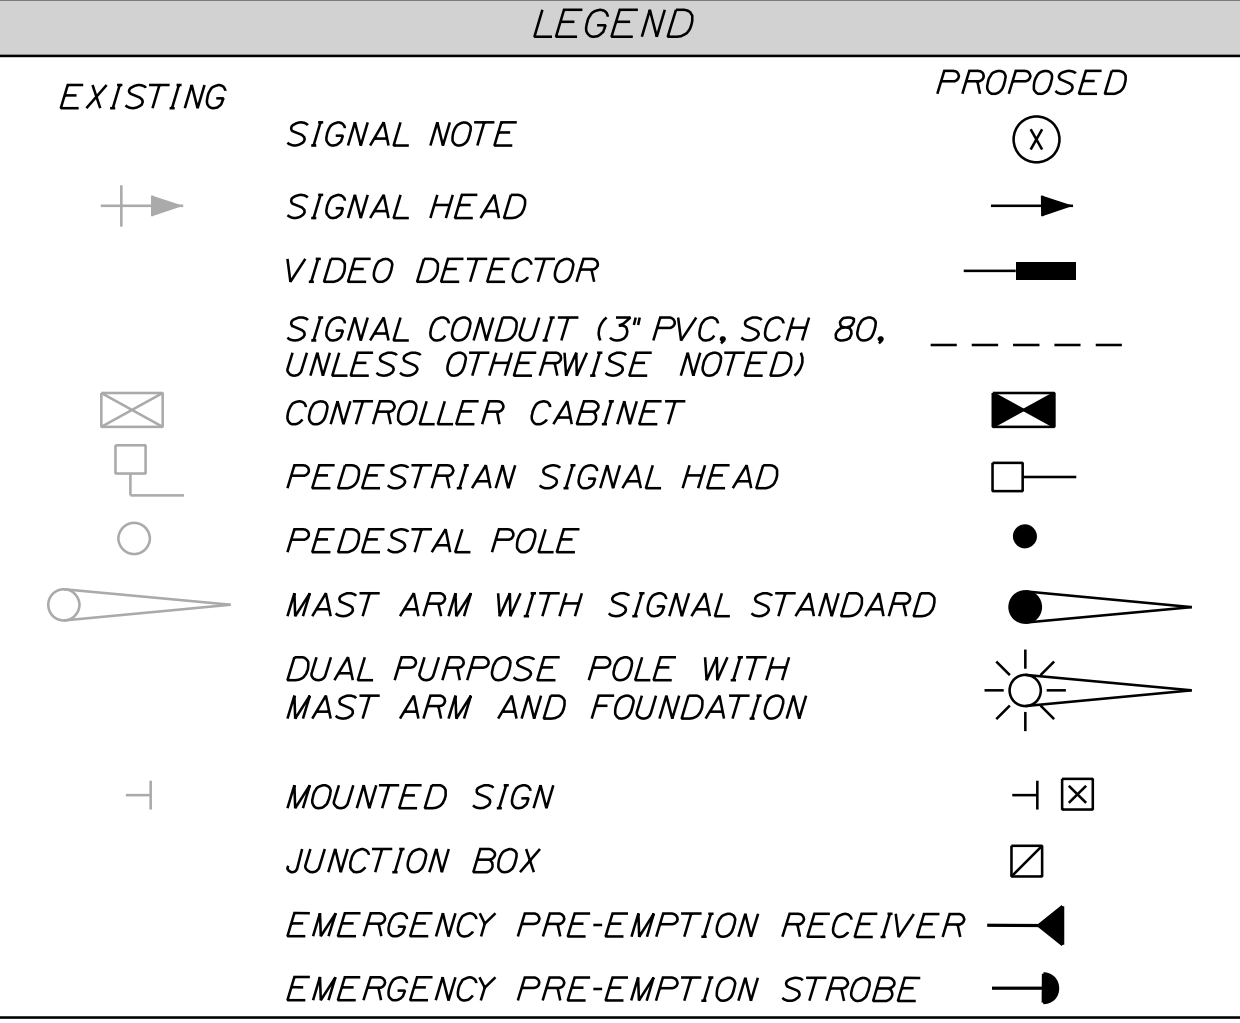 LEGEND
EXISTING
PROPOSED
SIGNAL NOTE
X
SIGNAL HEAD
VIDEO DETECTOR
SIGNAL CONDUIT (3" PVC, SCH 80,
UNLESS OTHERWISE NOTED)
CONTROLLER CABINET
PEDESTRIAN SIGNAL HEAD
PEDESTAL POLE
MAST ARM WITH SIGNAL STANDARD
DUAL PURPOSE POLE WITH
MAST ARM AND FOUNDATION
MOUNTED SIGN
X
JUNCTION BOX
EMERGENCY PRE-EMPTION RECEIVER
EMERGENCY PRE-EMPTION STROBE